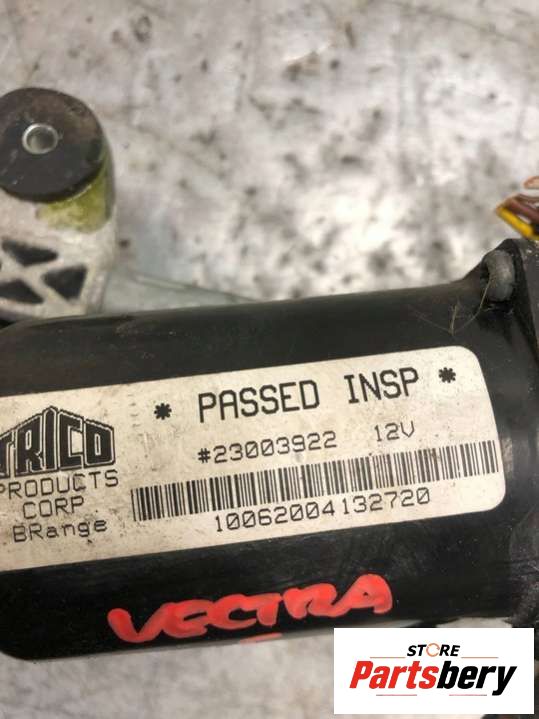 * PASSED INSP *
#23003922 12V
10062004132720
TRICO
PRODUCTS
CORP
BRange
VECTRA
STORE
Partsbery